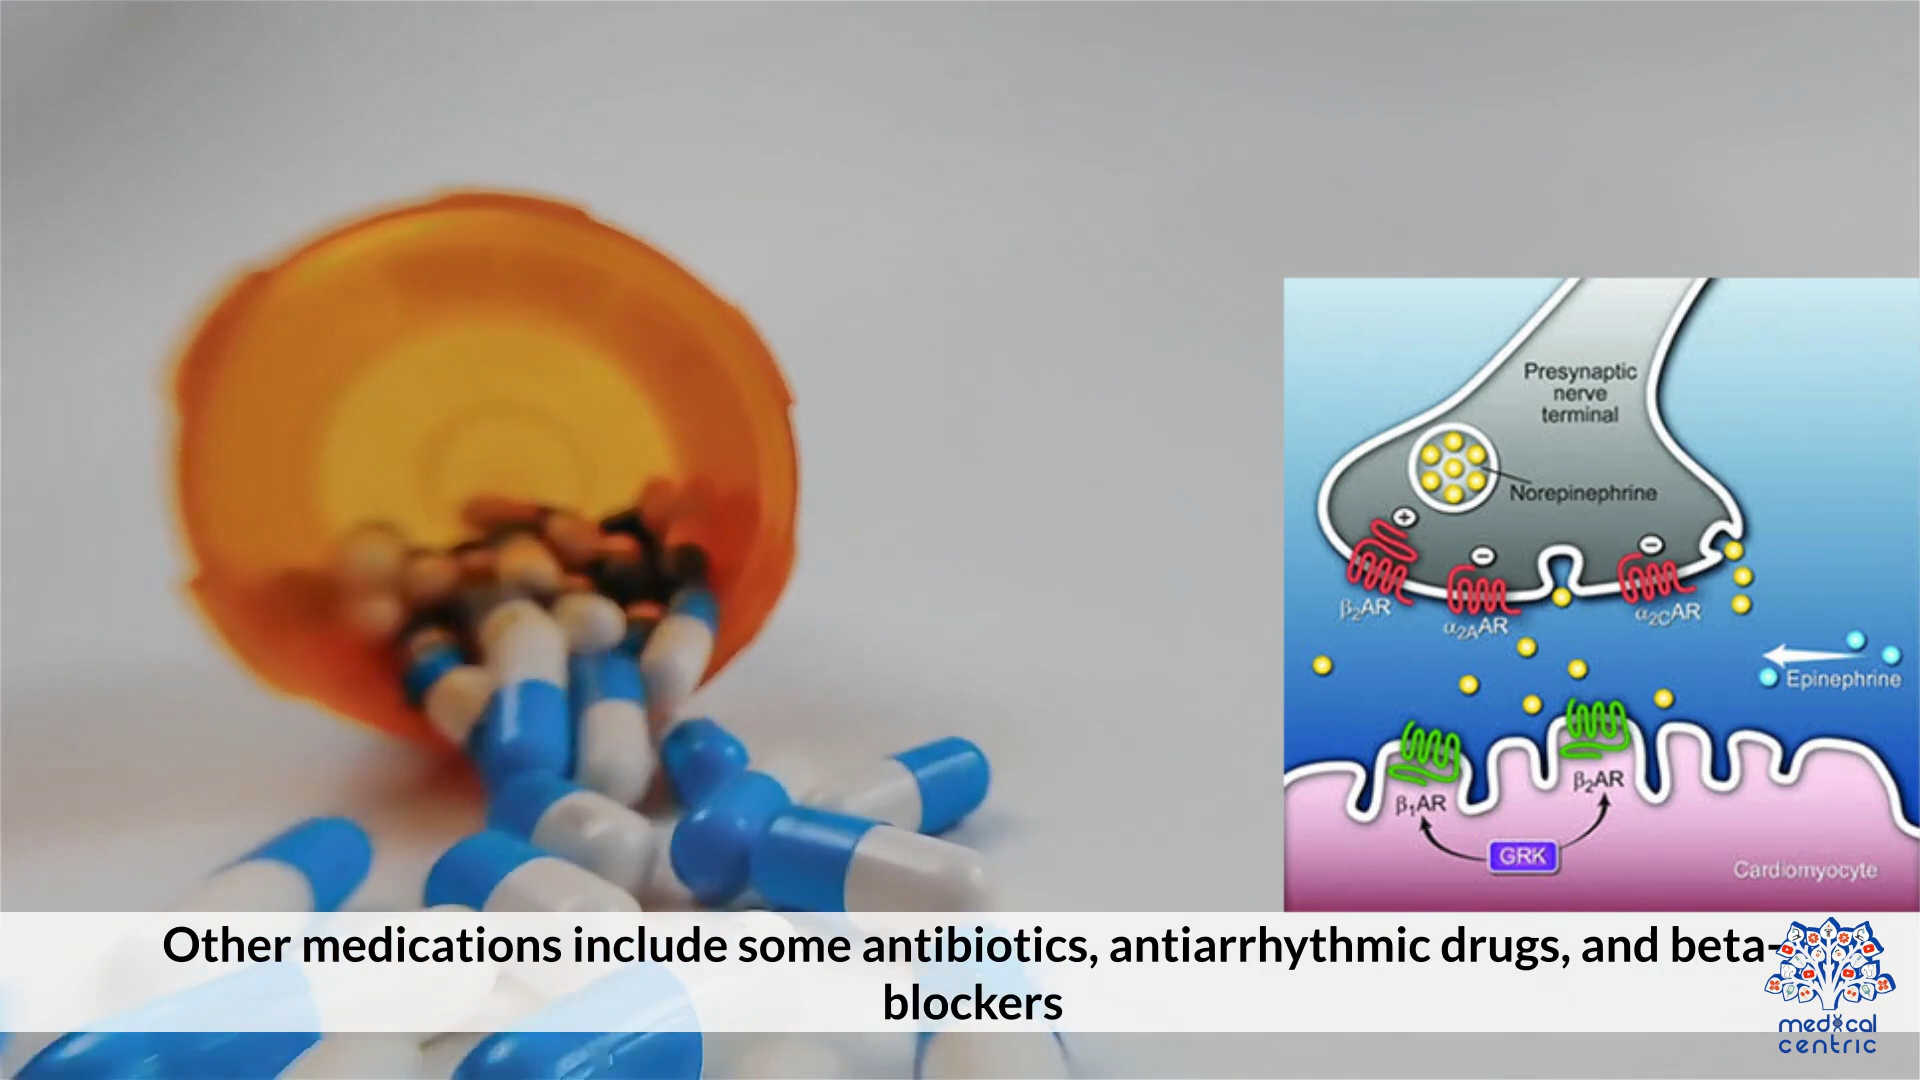 Presynaptic
nerve
terminal
Norepinephrine
+
−
−
β₂AR
α₂AAR
α₂CAR
Epinephrine
β₁AR
β₂AR
GRK
Cardiomyocyte
Other medications include some antibiotics, antiarrhythmic drugs, and beta-
blockers
medical
centric